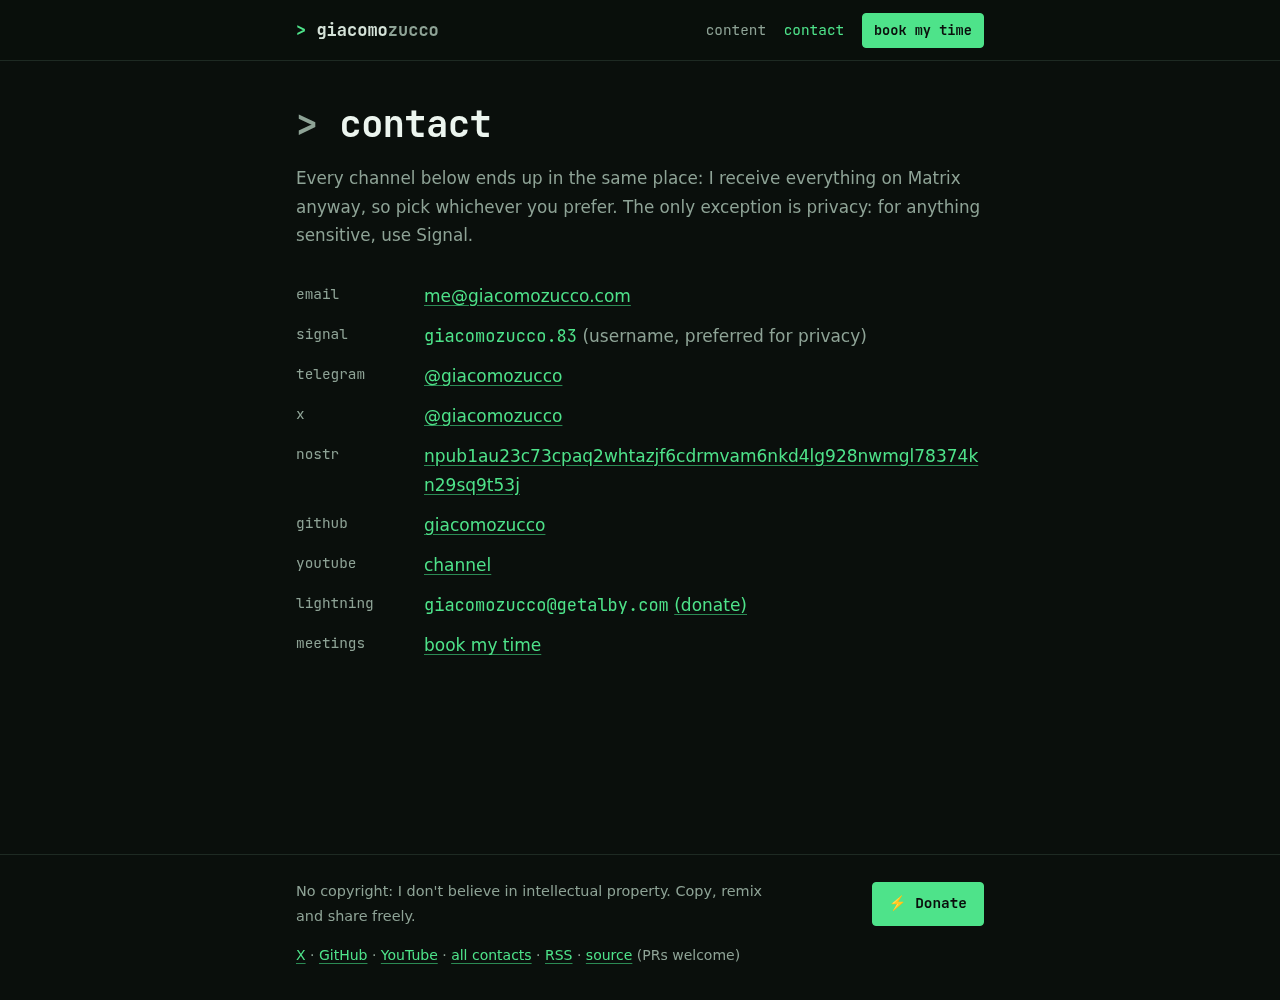 > giacomozucco
content contact book my time
> contact
Every channel below ends up in the same place: I receive everything on Matrix
anyway, so pick whichever you prefer. The only exception is privacy: for anything
sensitive, use Signal.
email me@giacomozucco.com
signal giacomozucco.83 (username, preferred for privacy)
telegram @giacomozucco
x @giacomozucco
nostr npub1au23c73cpaq2whtazjf6cdrmvam6nkd4lg928nwmgl78374k
n29sq9t53j
github giacomozucco
youtube channel
lightning giacomozucco@getalby.com (donate)
meetings book my time
No copyright: I don't believe in intellectual property. Copy, remix
and share freely.
⚡ Donate
X · GitHub · YouTube · all contacts · RSS · source (PRs welcome)